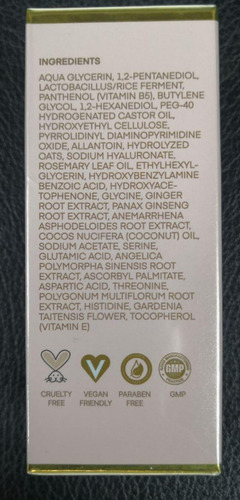 INGREDIENTS
AQUA GLYCERIN, 1,2-PENTANEDIOL,
LACTOBACILLUS/RICE FERMENT,
PANTHENOL (VITAMIN B5), BUTYLENE
GLYCOL, 1,2-HEXANEDIOL, PEG-40
HYDROGENATED CASTOR OIL,
HYDROXYETHYL CELLULOSE,
PYRROLIDINYL DIAMINOPYRIMIDINE
OXIDE, ALLANTOIN, HYDROLYZED
OATS, SODIUM HYALURONATE,
ROSEMARY LEAF OIL, ETHYLHEXYL-
GLYCERIN, HYDROXYBENZYLAMINE
BENZOIC ACID, HYDROXYACE-
TOPHENONE, GLYCINE, GINGER
ROOT EXTRACT, PANAX GINSENG
ROOT EXTRACT, ANEMARRHENA
ASPHODELOIDES ROOT EXTRACT,
COCOS NUCIFERA (COCONUT) OIL,
SODIUM ACETATE, SERINE,
GLUTAMIC ACID, ANGELICA
POLYMORPHA SINENSIS ROOT
EXTRACT, ASCORBYL PALMITATE,
ASPARTIC ACID, THREONINE,
POLYGONUM MULTIFLORUM ROOT
EXTRACT, HISTIDINE, GARDENIA
TAITENSIS FLOWER, TOCOPHEROL
(VITAMIN E)
GMP
CRUELTY FREE
VEGAN FRIENDLY
PARABEN FREE
GMP